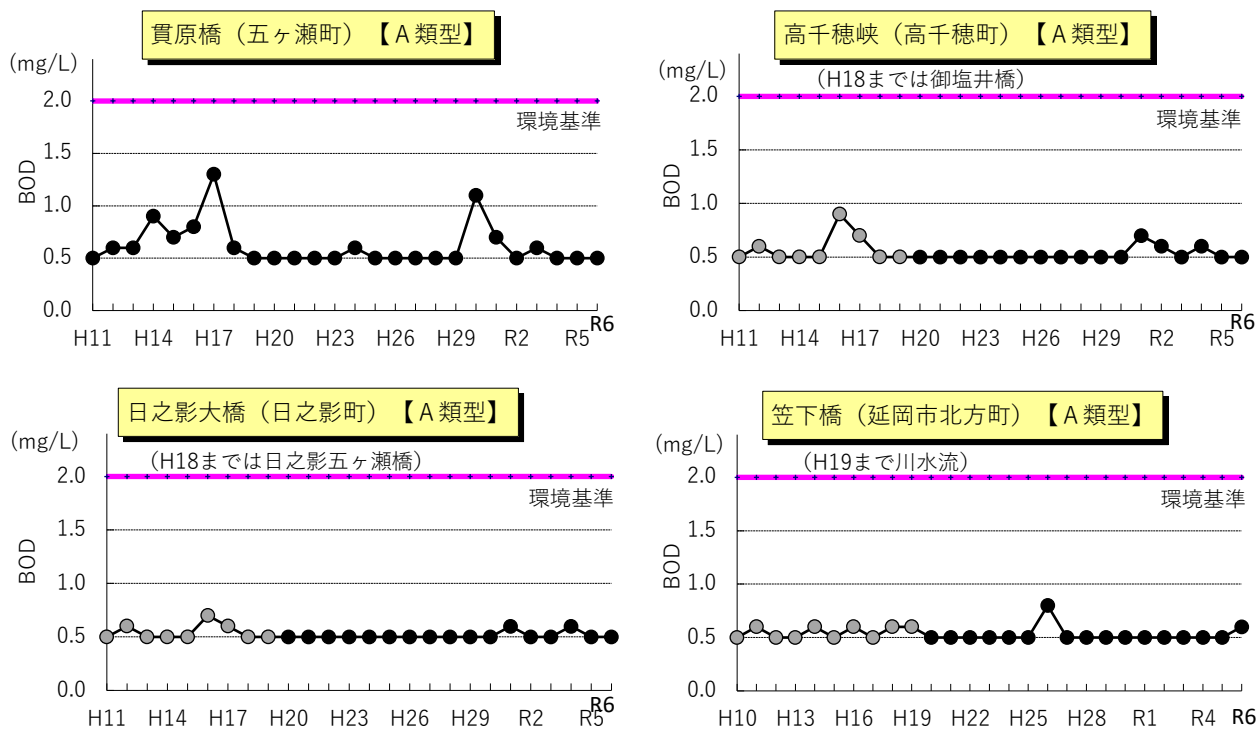 貫原橋（五ヶ瀬町）【A類型】
(mg/L)
2.0
環境基準
1.5
BOD
1.0
0.5
0.0
R6
H11 H14 H17 H20 H23 H26 H29 R2 R5
高千穂峡（高千穂町）【A類型】
(mg/L)
（H18までは御塩井橋）
2.0
環境基準
1.5
BOD
1.0
0.5
0.0
R6
H11 H14 H17 H20 H23 H26 H29 R2 R5
日之影大橋（日之影町）【A類型】
(mg/L)
（H18までは日之影五ヶ瀬橋）
2.0
環境基準
1.5
BOD
1.0
0.5
0.0
R6
H11 H14 H17 H20 H23 H26 H29 R2 R5
笠下橋（延岡市北方町）【A類型】
(mg/L)
（H19まで川水流）
2.0
環境基準
1.5
BOD
1.0
0.5
0.0
H10 H13 H16 H19 H22 H25 H28 R1 R4 R6